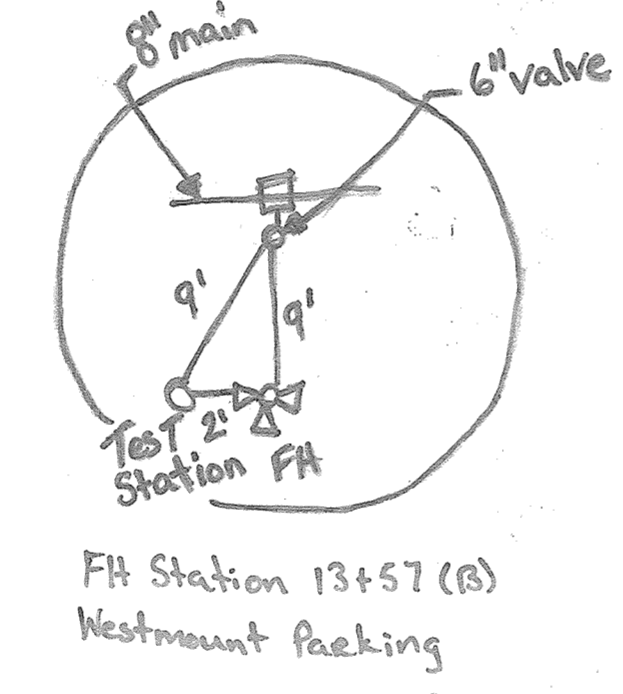 8" main
6" valve
9'
9'
2'
Test
Station
FH
FH Station 13+57 (B)
Westmount Parking